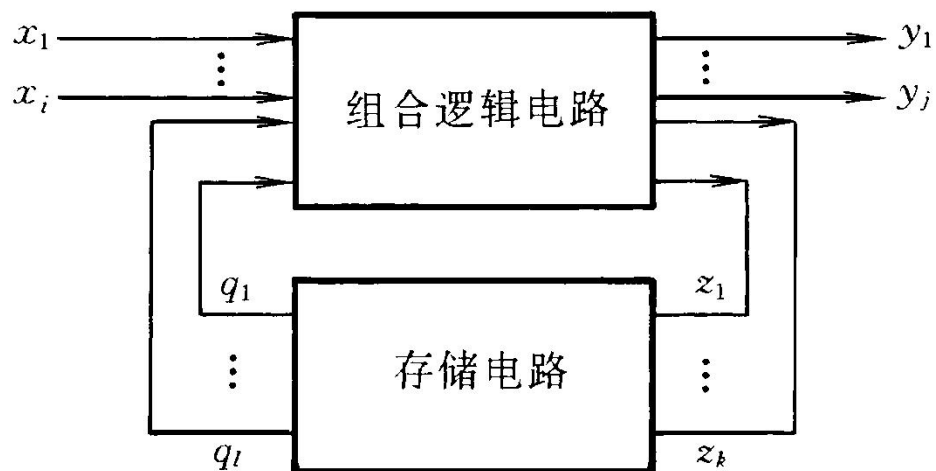 x₁ y₁
⋮ ⋮
xᵢ 组合逻辑电路 yⱼ
q₁ z₁
⋮ 存储电路 ⋮
qₗ zₖ